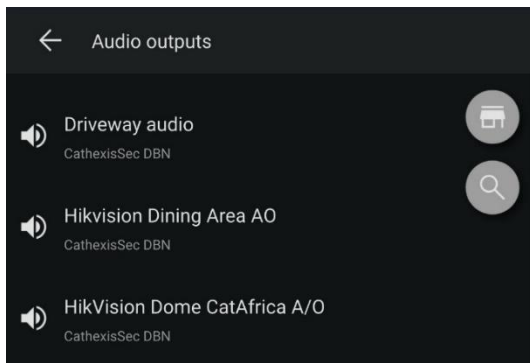 Audio outputs
Driveway audio
CathexisSec DBN
Hikvision Dining Area AO
CathexisSec DBN
HikVision Dome CatAfrica A/O
CathexisSec DBN